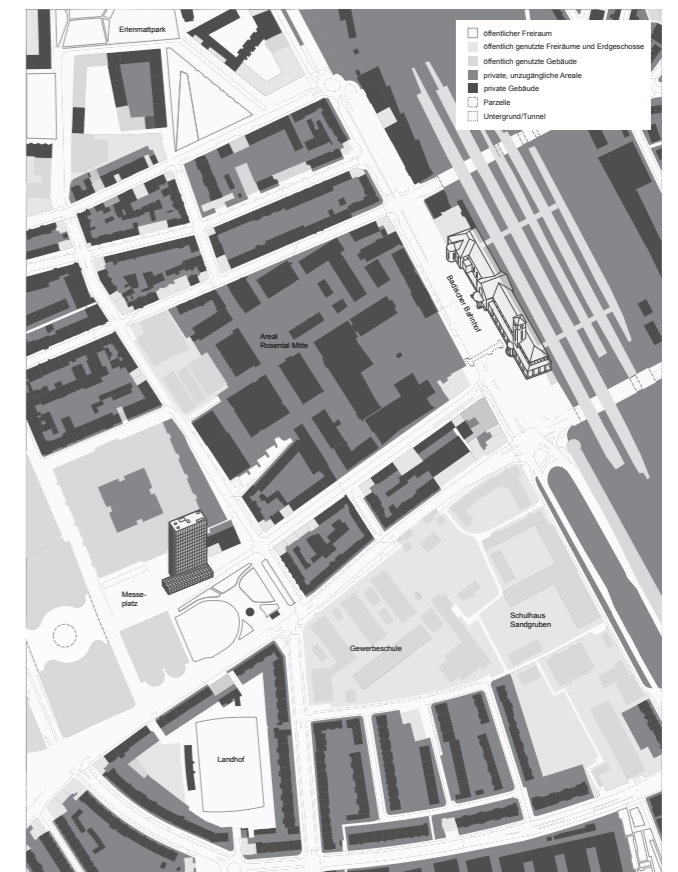 Erlenmattpark
öffentlicher Freiraum
öffentlich genutzte Freiräume und Erdgeschosse
öffentlich genutzte Gebäude
private, unzugängliche Areale
private Gebäude
Parzelle
Untergrund/Tunnel
Badischer Bahnhof
Areal
Rosental Mitte
Messe-
platz
Schulhaus
Sandgruben
Gewerbeschule
Landhof